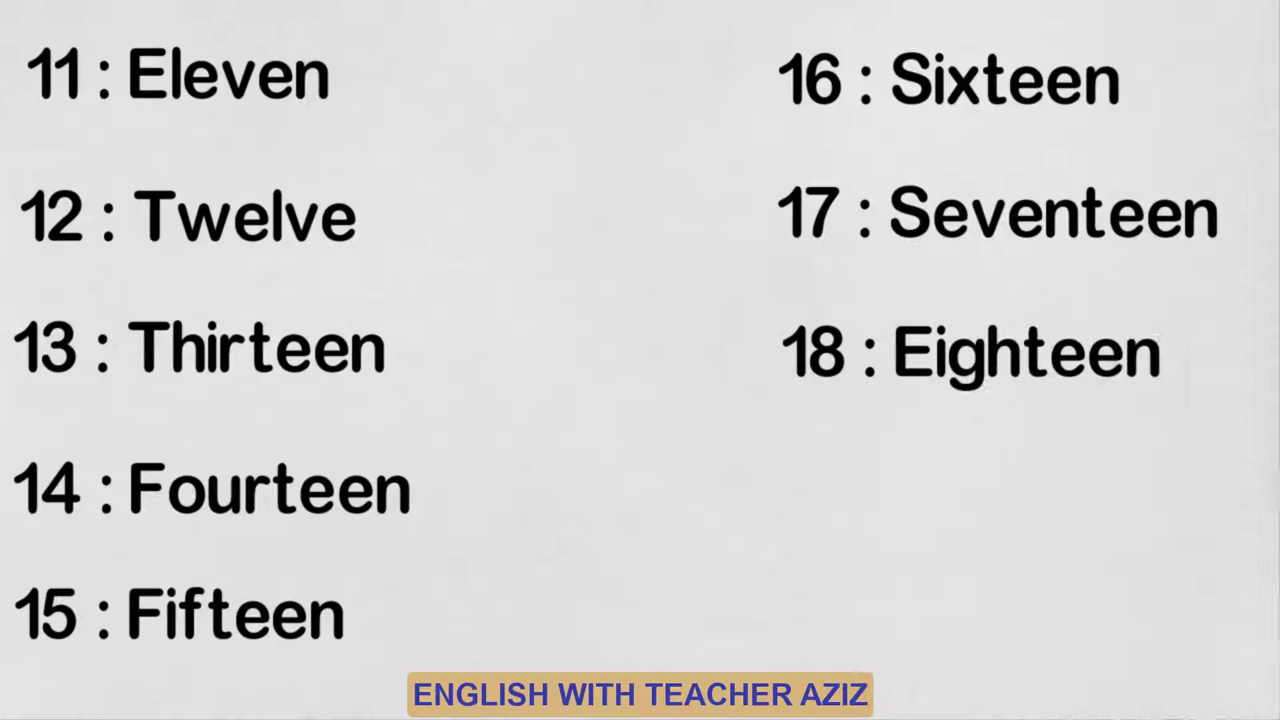 11 : Eleven
12 : Twelve
13 : Thirteen
14 : Fourteen
15 : Fifteen
16 : Sixteen
17 : Seventeen
18 : Eighteen
ENGLISH WITH TEACHER AZIZ